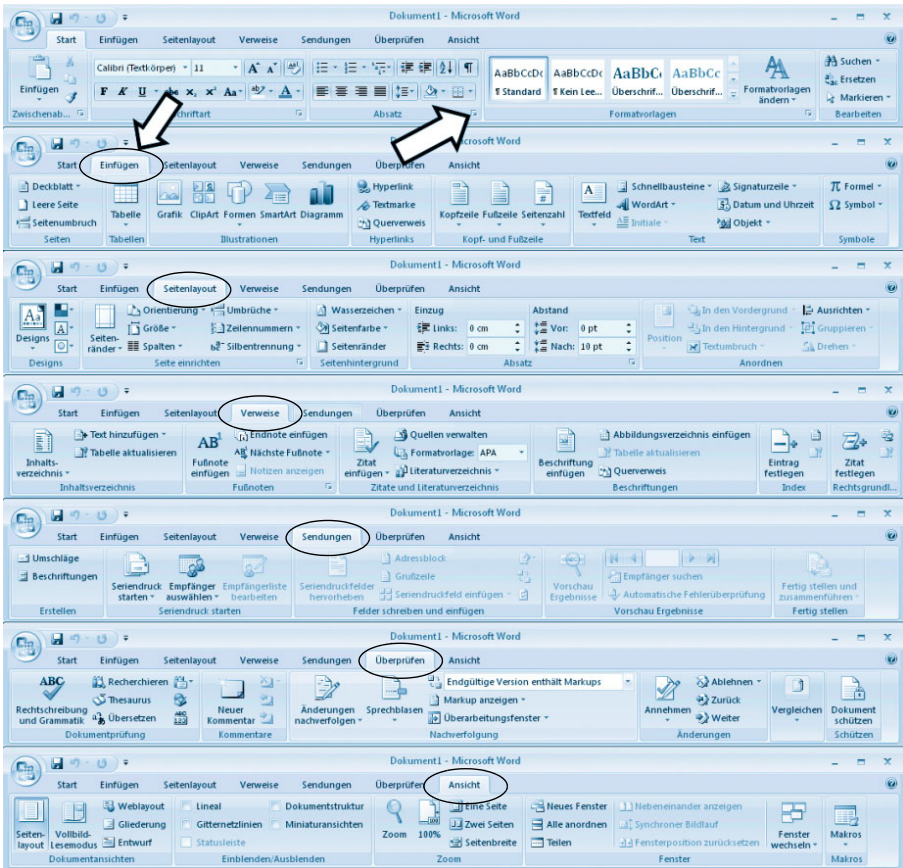 Dokument1 - Microsoft Word
Start Einfügen Seitenlayout Verweise Sendungen Überprüfen Ansicht
Calibri (Textkörper) 11 AaBbCcDc AaBbCcDc AaBbC AaBbCc Suchen
Einfügen F K U abc x₂ x² Aa A ¶ Standard ¶ Kein Lee... Überschrif... Überschrif... Formatvorlagen ändern Ersetzen
Markieren
Zwischenab... Absatz Formatvorlagen Bearbeiten
Start Einfügen Seitenlayout Verweise Sendungen Überprüfen Ansicht
Deckblatt Hyperlink Schnellbausteine Signaturzeile Formel
Leere Seite Tabelle Grafik ClipArt Formen SmartArt Diagramm Textmarke Kopfzeile Fußzeile Seitenzahl Textfeld WordArt Datum und Uhrzeit Symbol
Seitenumbruch Querverweis Initiale Objekt
Seiten Tabellen Illustrationen Hyperlinks Kopf- und Fußzeile Text Symbole
Dokument1 - Microsoft Word
Start Einfügen Seitenlayout Verweise Sendungen Überprüfen Ansicht
Designs Seiten-ränder Orientierung Umbrüche Wasserzeichen Einzug Abstand Position In den Vordergrund Ausrichten
Größe Zeilennummern Seitenfarbe Links: 0 cm Vor: 0 pt In den Hintergrund Gruppieren
Spalten Silbentrennung Seitenränder Rechts: 0 cm Nach: 10 pt Textumbruch Drehen
Designs Seite einrichten Seitenhintergrund Absatz Anordnen
Dokument1 - Microsoft Word
Start Einfügen Seitenlayout Verweise Sendungen Überprüfen Ansicht
Inhalts-verzeichnis Text hinzufügen AB¹ Endnote einfügen Zitat einfügen Quellen verwalten Beschriftung einfügen Abbildungsverzeichnis einfügen Eintrag festlegen Zitat festlegen
Tabelle aktualisieren Fußnote einfügen Nächste Fußnote Formatvorlage: APA Tabelle aktualisieren
Notizen anzeigen Literaturverzeichnis Querverweis
Inhaltsverzeichnis Fußnoten Zitate und Literaturverzeichnis Beschriftungen Index Rechtsgrundl...
Dokument1 - Microsoft Word
Start Einfügen Seitenlayout Verweise Sendungen Überprüfen Ansicht
Umschläge Seriendruck starten Empfänger auswählen Empfängerliste bearbeiten Seriendruckfelder hervorheben Adressblock Vorschau Ergebnisse Fertig stellen und zusammenführen
Beschriftungen Grußzeile Empfänger suchen
Seriendruckfeld einfügen Automatische Fehlerüberprüfung
Erstellen Seriendruck starten Felder schreiben und einfügen Vorschau Ergebnisse Fertig stellen
Dokument1 - Microsoft Word
Start Einfügen Seitenlayout Verweise Sendungen Überprüfen Ansicht
ABC Rechtschreibung und Grammatik Recherchieren Neuer Kommentar Änderungen nachverfolgen Sprechblasen Endgültige Version enthält Markups Annehmen Ablehnen Vergleichen Dokument schützen
Thesaurus Markup anzeigen Zurück
Übersetzen ABC 123 Überarbeitungsfenster Weiter
Dokumentprüfung Kommentare Nachverfolgung Änderungen Schützen
Dokument1 - Microsoft Word
Start Einfügen Seitenlayout Verweise Sendungen Überprüfen Ansicht
Seiten-layout Vollbild-Lesemodus Weblayout Lineal Dokumentstruktur Zoom 100% Eine Seite Neues Fenster Nebeneinander anzeigen Fenster wechseln Makros
Gliederung Gitternetzlinien Miniaturansichten Zwei Seiten Alle anordnen Synchroner Bildlauf
Entwurf Statusleiste Seitenbreite Teilen Fensterposition zurücksetzen
Dokumentansichten Einblenden/Ausblenden Zoom Fenster Makros